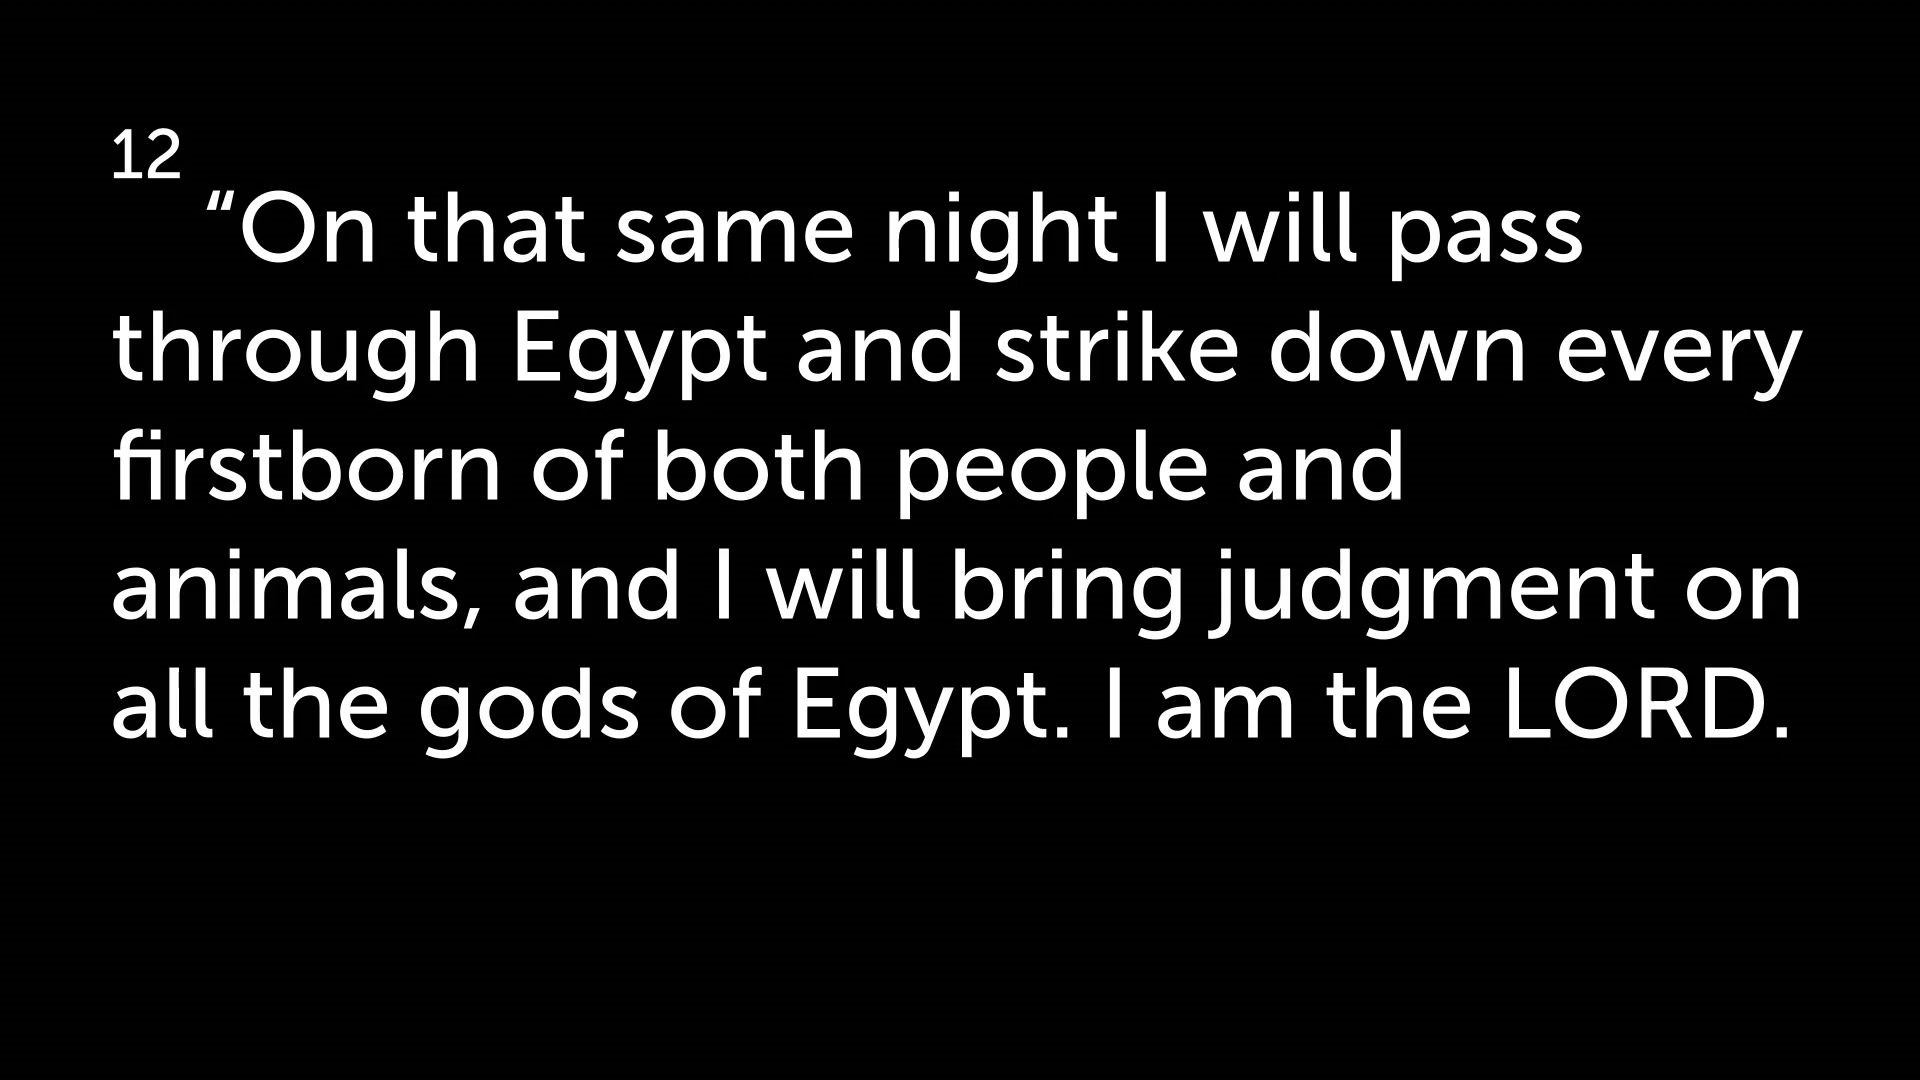 12 “On that same night I will pass
through Egypt and strike down every
firstborn of both people and
animals, and I will bring judgment on
all the gods of Egypt. I am the LORD.